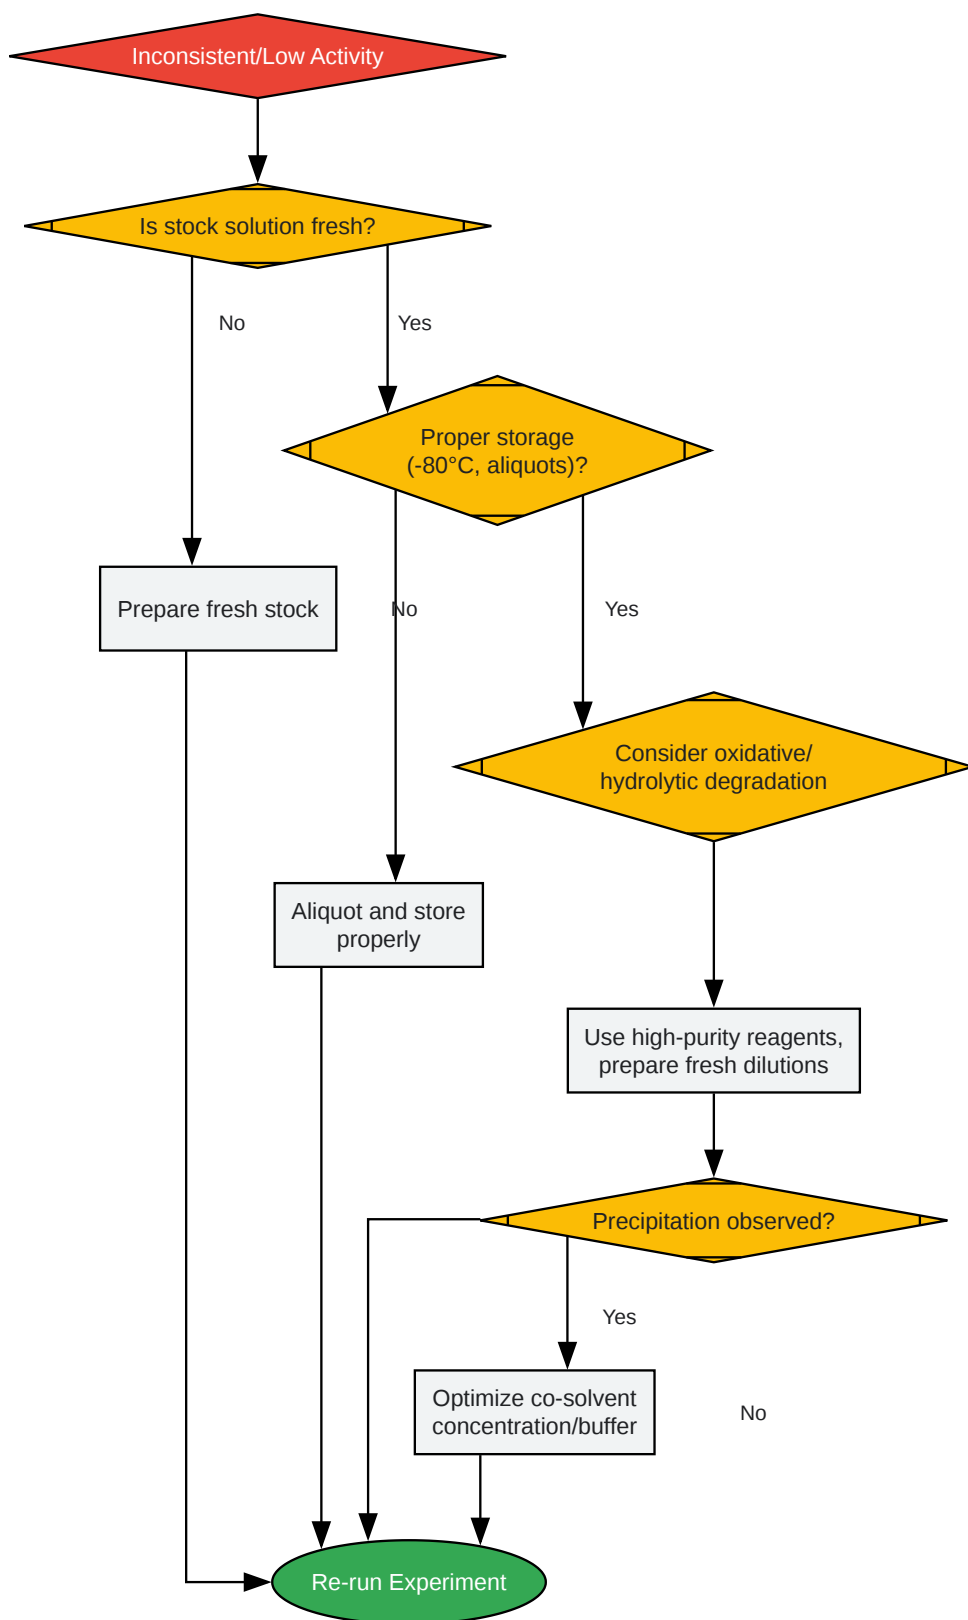 Inconsistent/Low Activity
Is stock solution fresh?
No
Yes
Proper storage
(-80°C, aliquots)?
Prepare fresh stock
No
Yes
Consider oxidative/
hydrolytic degradation
Aliquot and store
properly
Use high-purity reagents,
prepare fresh dilutions
Precipitation observed?
Yes
Optimize co-solvent
concentration/buffer
No
Re-run Experiment